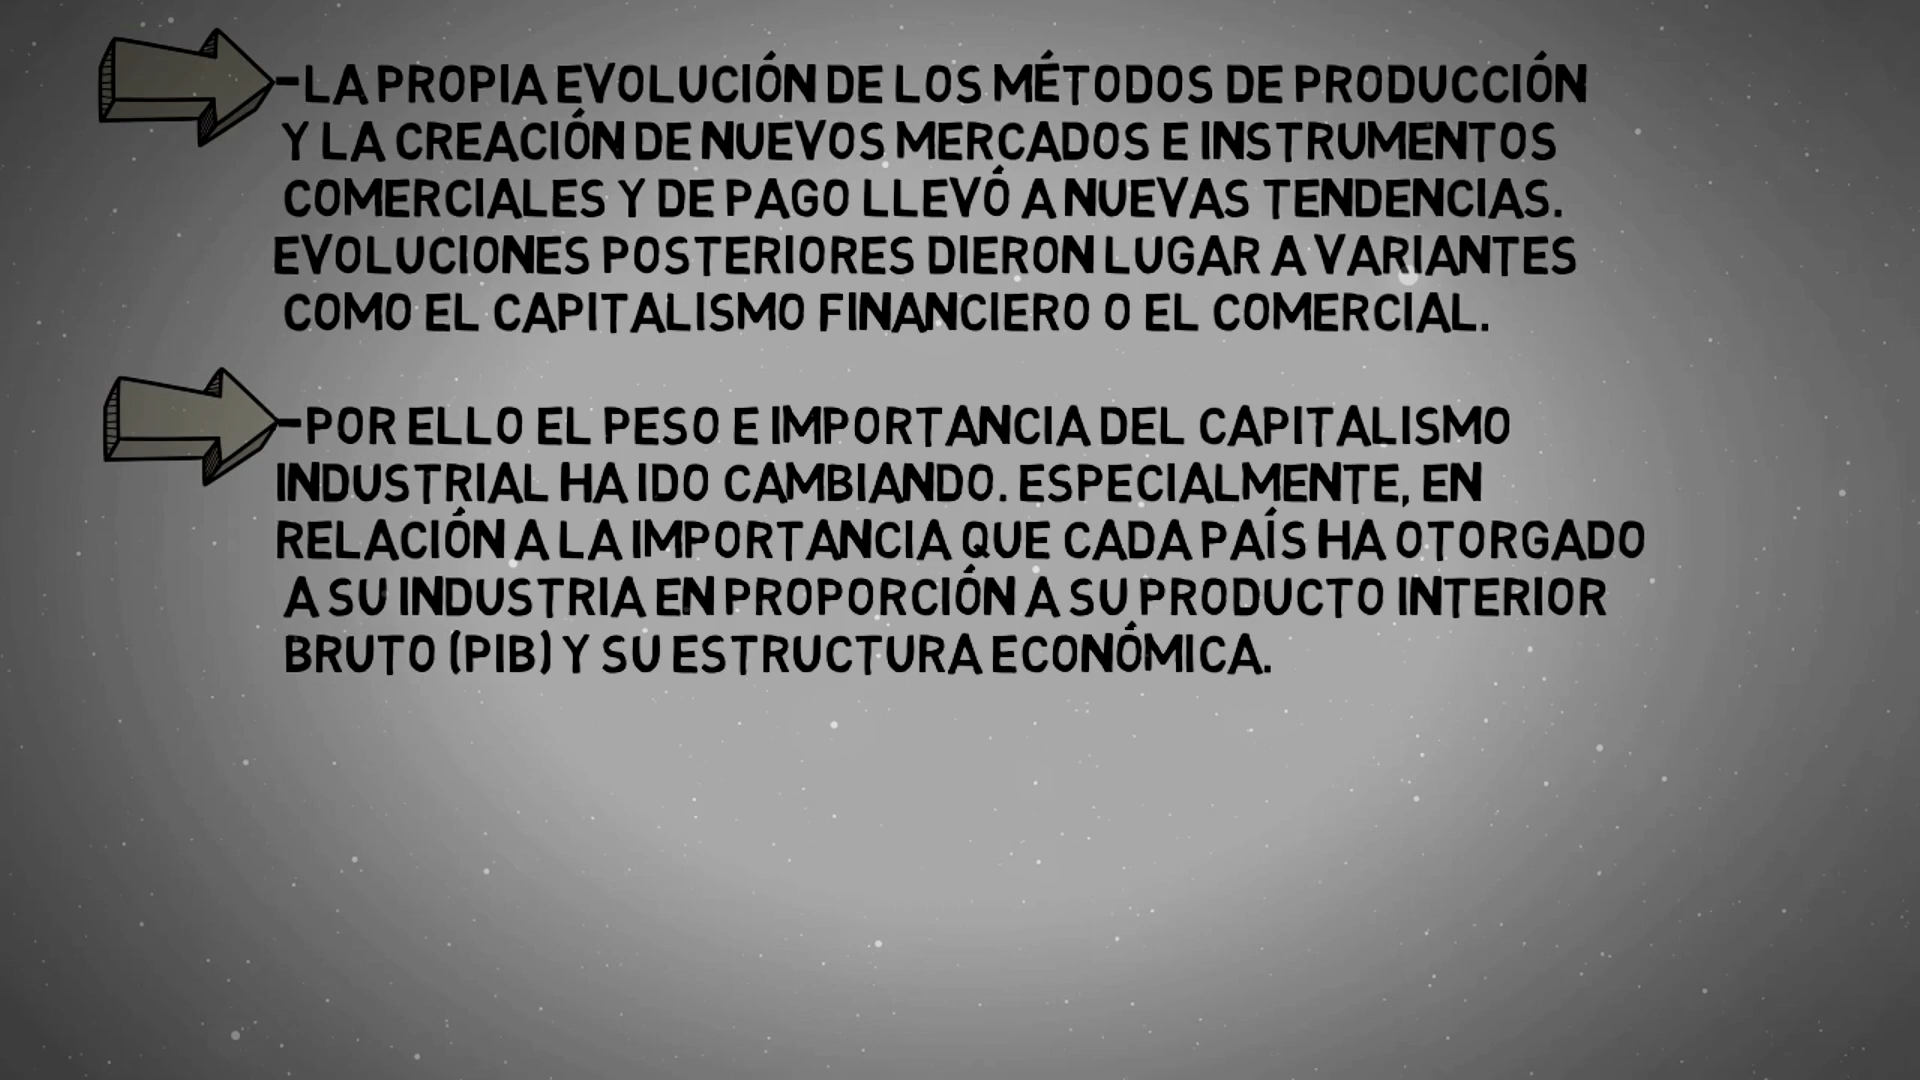 -LA PROPIA EVOLUCIÓN DE LOS MÉTODOS DE PRODUCCIÓN
Y LA CREACIÓN DE NUEVOS MERCADOS E INSTRUMENTOS
COMERCIALES Y DE PAGO LLEVÓ A NUEVAS TENDENCIAS.
EVOLUCIONES POSTERIORES DIERON LUGAR A VARIANTES
COMO EL CAPITALISMO FINANCIERO O EL COMERCIAL.
-POR ELLO EL PESO E IMPORTANCIA DEL CAPITALISMO
INDUSTRIAL HA IDO CAMBIANDO. ESPECIALMENTE, EN
RELACIÓN A LA IMPORTANCIA QUE CADA PAÍS HA OTORGADO
A SU INDUSTRIA EN PROPORCIÓN A SU PRODUCTO INTERIOR
BRUTO (PIB) Y SU ESTRUCTURA ECONÓMICA.